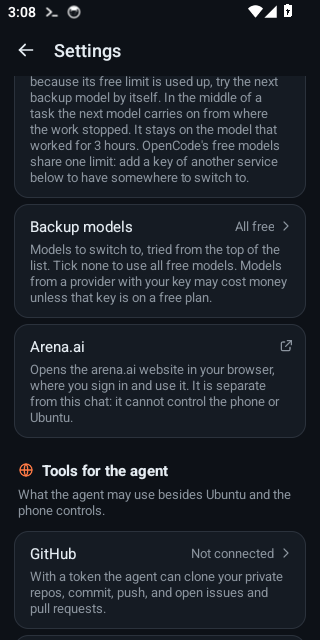 3:08
Settings
because its free limit is used up, try the next
backup model by itself. In the middle of a
task the next model carries on from where
the work stopped. It stays on the model that
worked for 3 hours. OpenCode's free models
share one limit: add a key of another service
below to have somewhere to switch to.
Backup models
All free
Models to switch to, tried from the top of the
list. Tick none to use all free models. Models
from a provider with your key may cost money
unless that key is on a free plan.
Arena.ai
Opens the arena.ai website in your browser,
where you sign in and use it. It is separate
from this chat: it cannot control the phone or
Ubuntu.
Tools for the agent
What the agent may use besides Ubuntu and the
phone controls.
GitHub
Not connected
With a token the agent can clone your private
repos, commit, push, and open issues and
pull requests.